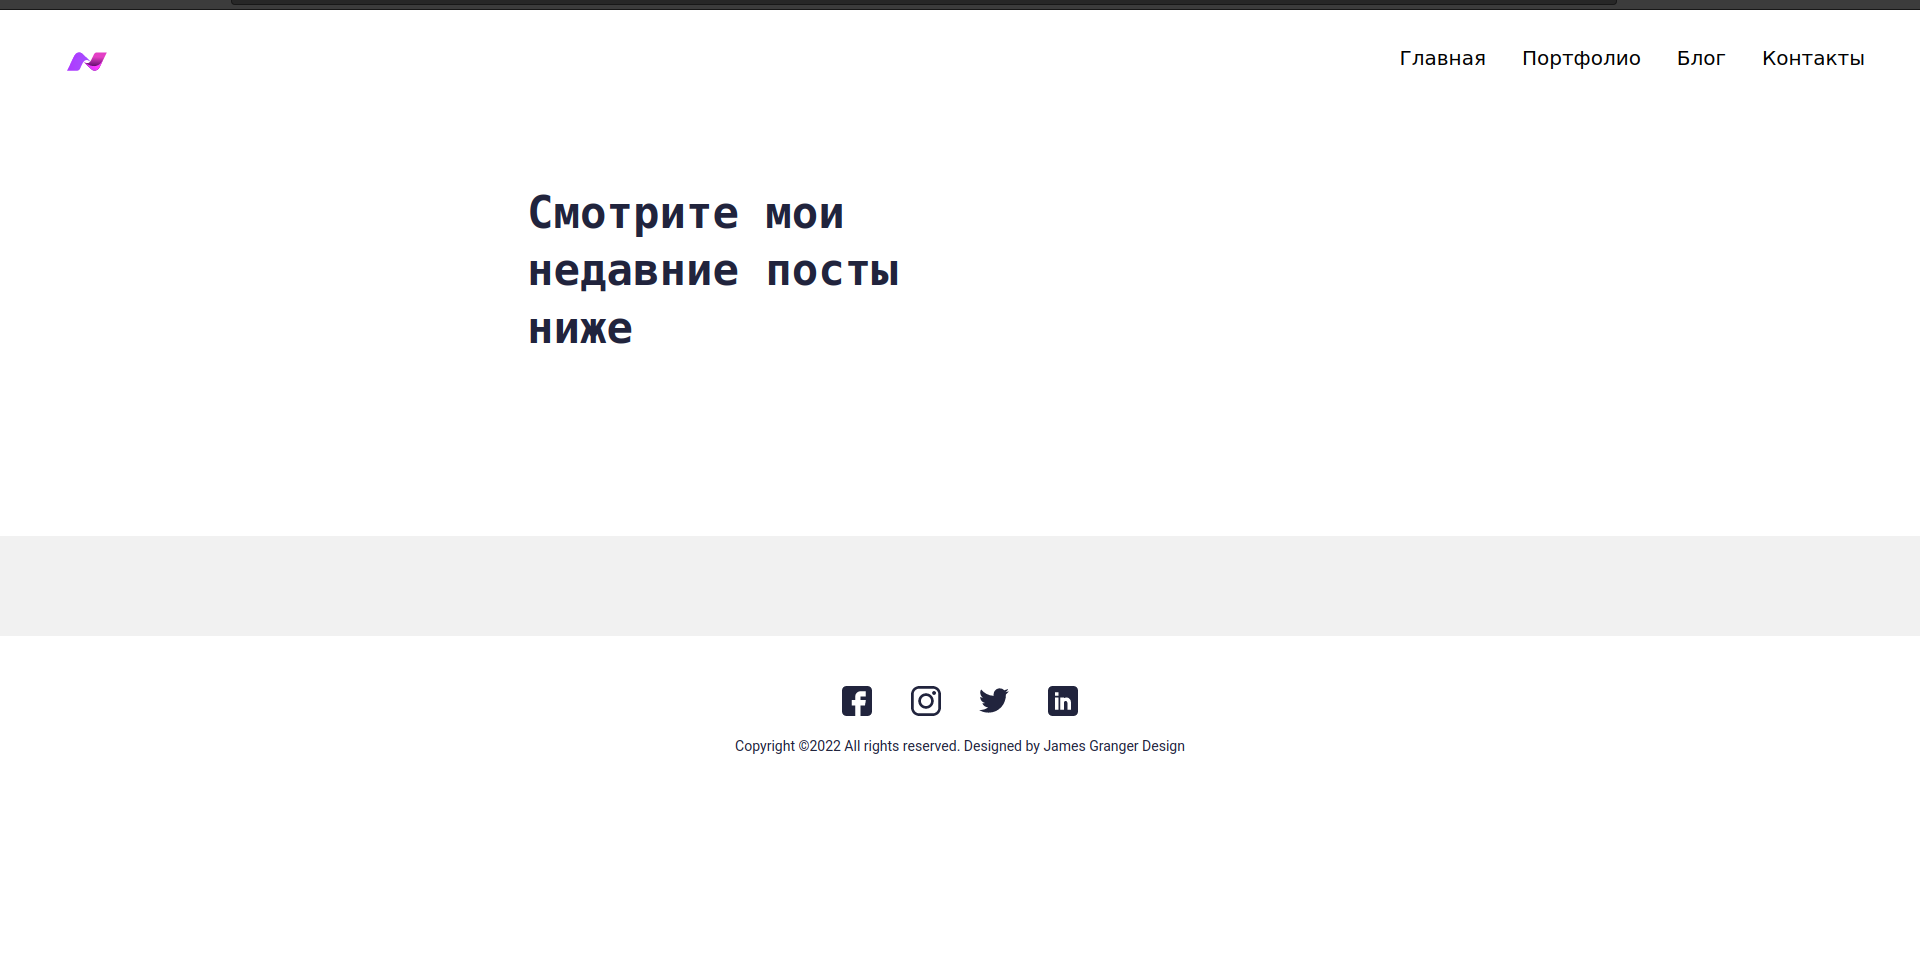 Главная Портфолио Блог Контакты
Смотрите мои
недавние посты
ниже
Copyright ©2022 All rights reserved. Designed by James Granger Design